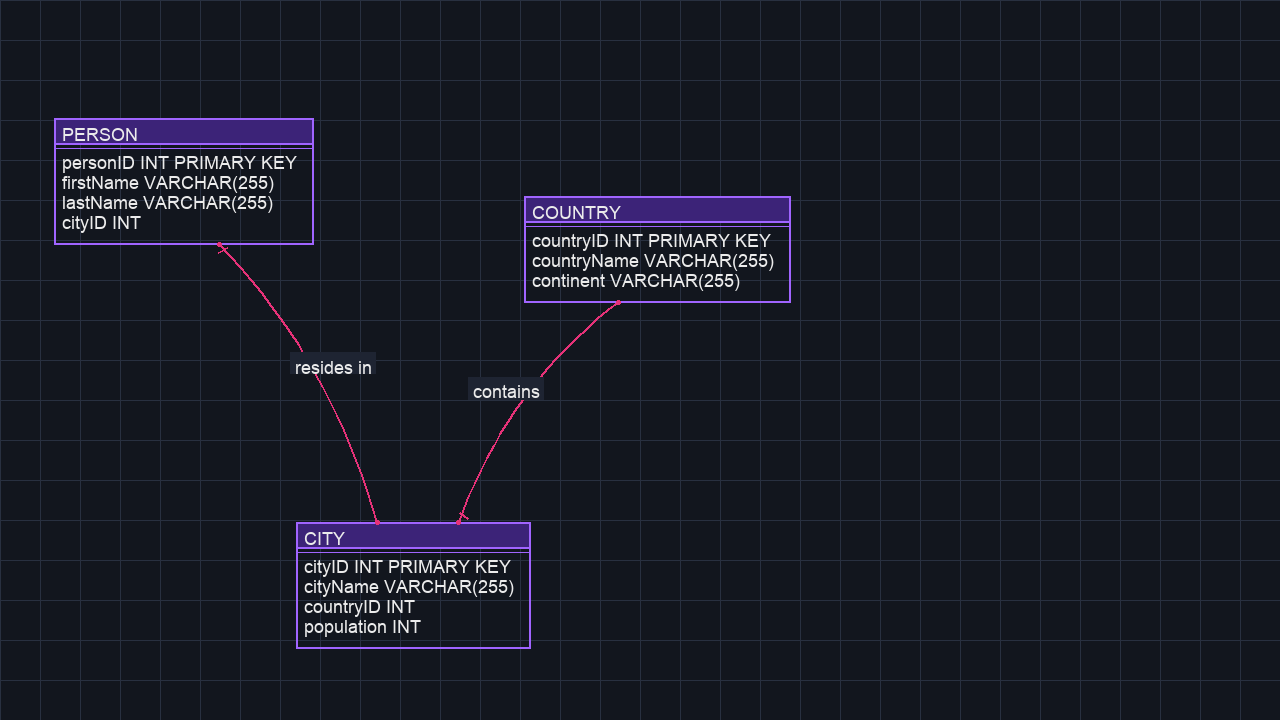 PERSON
personID INT PRIMARY KEY
firstName VARCHAR(255)
lastName VARCHAR(255)
cityID INT
COUNTRY
countryID INT PRIMARY KEY
countryName VARCHAR(255)
continent VARCHAR(255)
resides in
contains
CITY
cityID INT PRIMARY KEY
cityName VARCHAR(255)
countryID INT
population INT